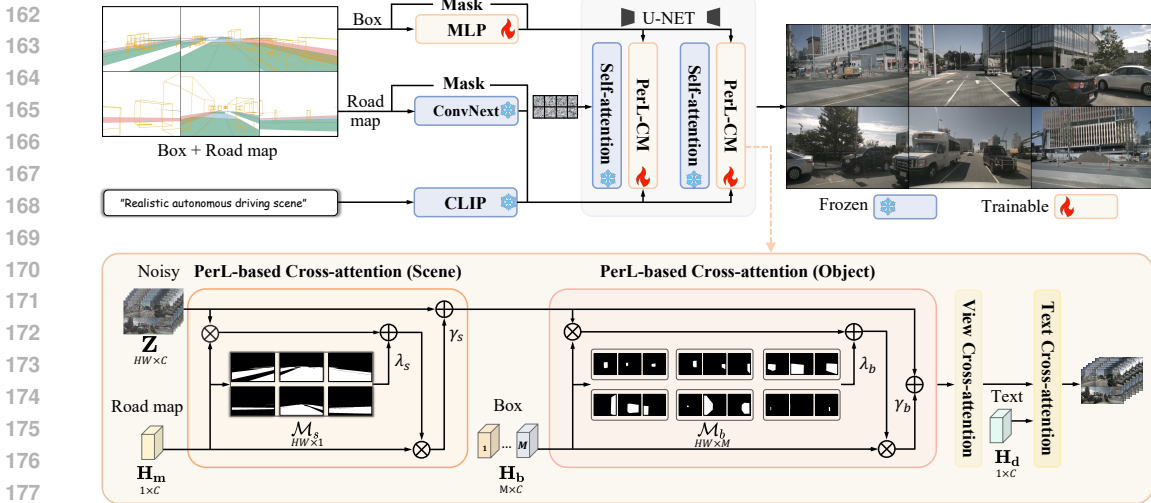 162
163
164
165
166
167
168
169
170
171
172
173
174
175
176
177
Mask
Box
MLP
U-NET
Self-attention
PerL-CM
Self-attention
PerL-CM
Mask
Road
map
ConvNext
Box + Road map
"Realistic autonomous driving scene"
CLIP
Frozen
Trainable
Noisy
PerL-based Cross-attention (Scene)
PerL-based Cross-attention (Object)
Z
HW×C
λs
γs
λb
γb
Road map
Ms
HW×1
Hm
1×C
Box
1 ... M
Hb
M×C
Mb
HW×M
View Cross-attention
Text
Hd
1×C
Text Cross-attention